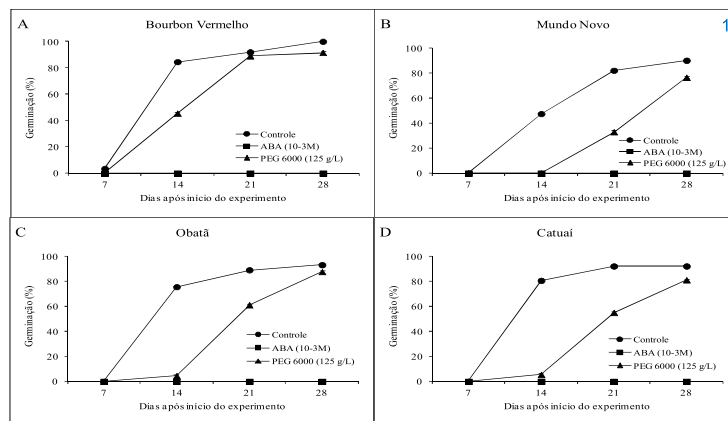 A
Bourbon Vermelho
Germinação (%)
100
80
60
40
20
0
Controle
ABA (10-3M)
PEG 6000 (125 g/L)
7 14 21 28
Dias após início do experimento
B
Mundo Novo
1
Germinação (%)
100
80
60
40
20
0
Controle
ABA (10-3M)
PEG 6000 (125 g/L)
7 14 21 28
Dias após início do experimento
C
Obatã
Germinação (%)
100
80
60
40
20
0
Controle
ABA (10-3M)
PEG 6000 (125 g/L)
7 14 21 28
Dias após início do experimento
D
Catuaí
Germinação (%)
100
80
60
40
20
0
Controle
ABA (10-3M)
PEG 6000 (125 g/L)
7 14 21 28
Dias após início do experimento